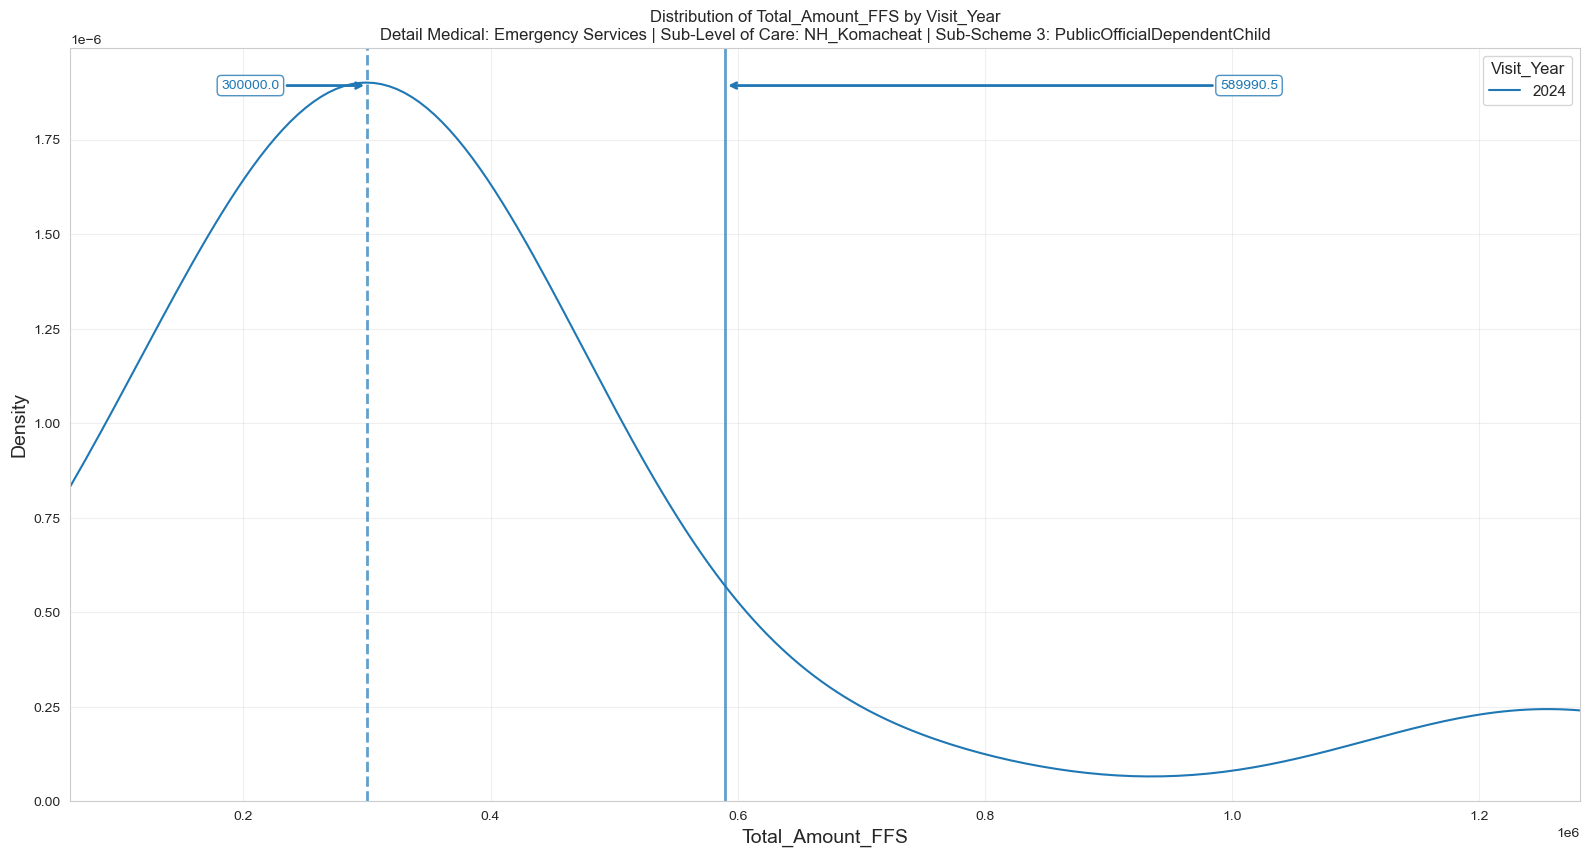 Distribution of Total_Amount_FFS by Visit_Year
Detail Medical: Emergency Services | Sub-Level of Care: NH_Komacheat | Sub-Scheme 3: PublicOfficialDependentChild
1e−6
300000.0
589990.5
Visit_Year
2024
1.75
1.50
1.25
1.00
0.75
0.50
0.25
0.00
Density
0.2
0.4
0.6
0.8
1.0
1.2
1e6
Total_Amount_FFS